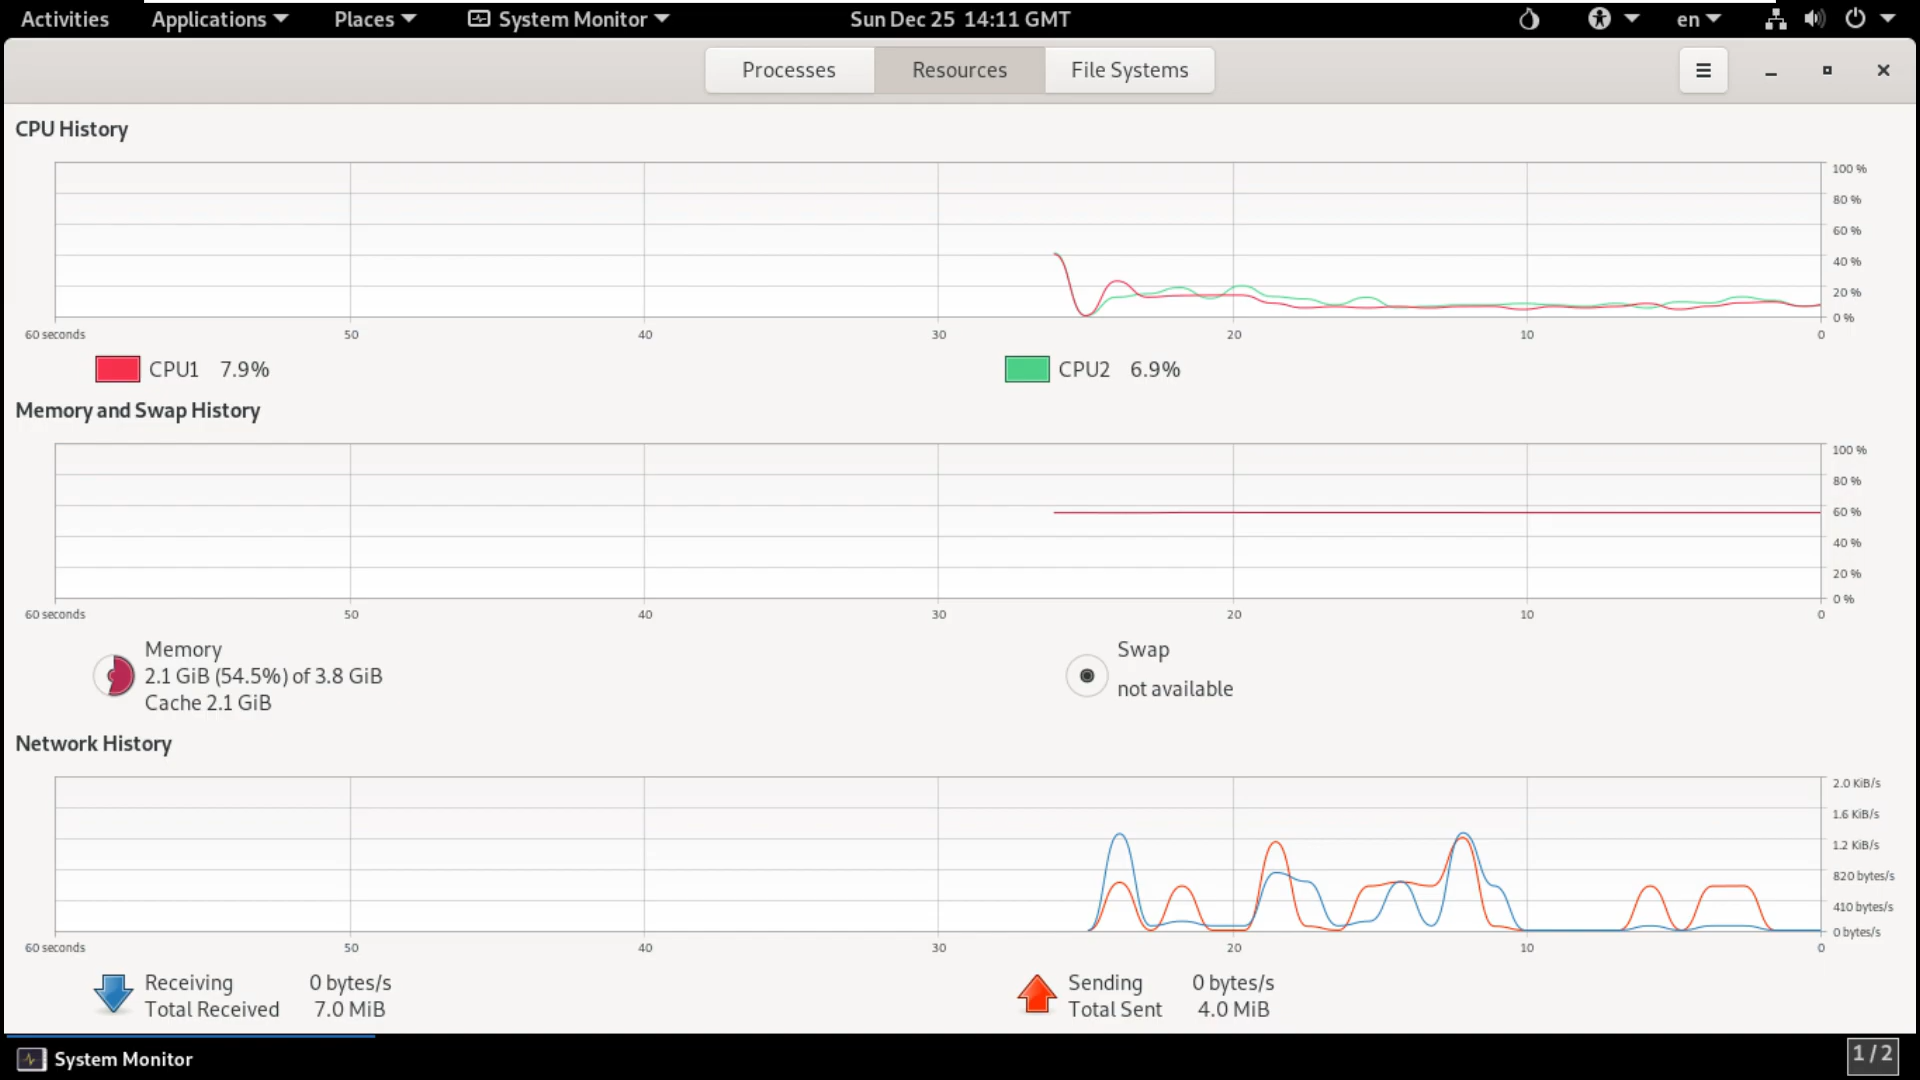 Activities Applications Places System Monitor Sun Dec 25 14:11 GMT en
Processes Resources File Systems
CPU History
100 %
80 %
60 %
40 %
20 %
0 %
60 seconds 50 40 30 20 10 0
CPU1 7.9% CPU2 6.9%
Memory and Swap History
100 %
80 %
60 %
40 %
20 %
0 %
60 seconds 50 40 30 20 10 0
Memory
2.1 GiB (54.5%) of 3.8 GiB
Cache 2.1 GiB
Swap
not available
Network History
2.0 KiB/s
1.6 KiB/s
1.2 KiB/s
820 bytes/s
410 bytes/s
0 bytes/s
60 seconds 50 40 30 20 10 0
Receiving 0 bytes/s
Total Received 7.0 MiB
Sending 0 bytes/s
Total Sent 4.0 MiB
System Monitor 1 / 2